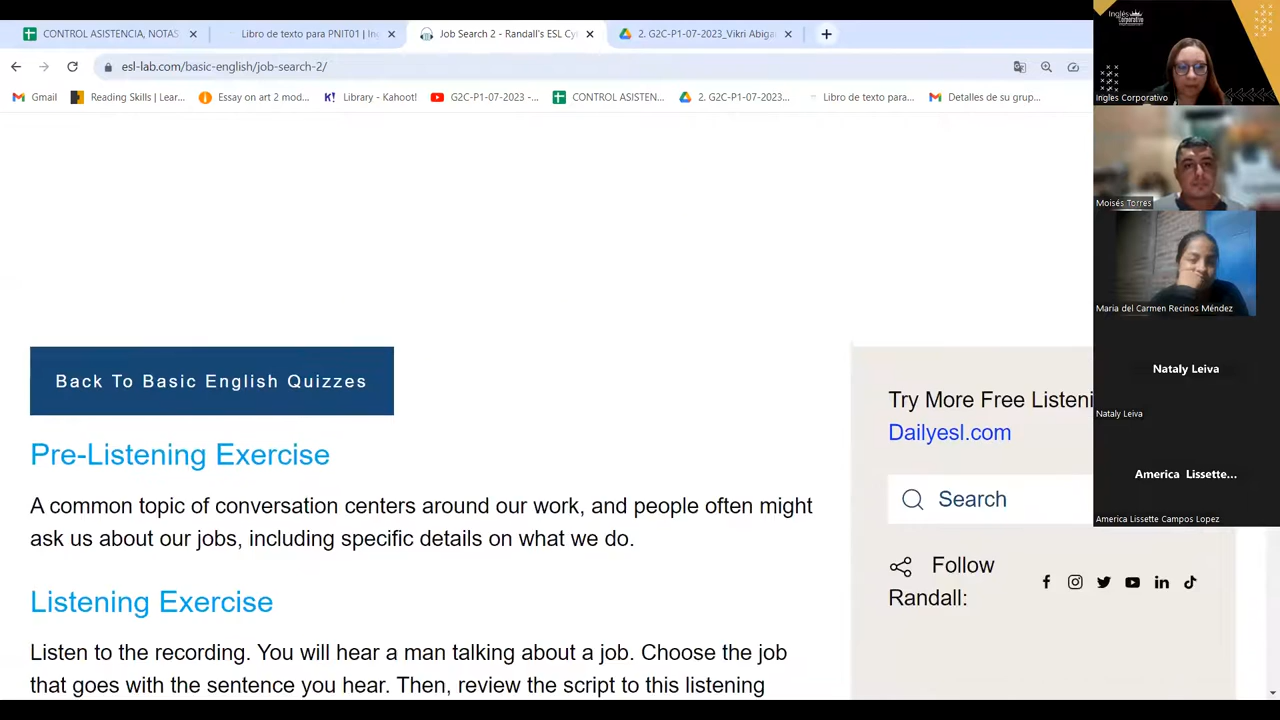 CONTROL ASISTENCIA, NOTAS
Libro de texto para PNIT01 | In
Job Search 2 - Randall's ESL Cy
2. G2C-P1-07-2023_Vikri Abiga
esl-lab.com/basic-english/job-search-2/
Gmail
Reading Skills | Lear...
Essay on art 2 mod...
Library - Kahoot!
G2C-P1-07-2023 -...
CONTROL ASISTEN...
2. G2C-P1-07-2023...
Libro de texto para...
Detalles de su grup...
Back To Basic English Quizzes
Pre-Listening Exercise
A common topic of conversation centers around our work, and people often might
ask us about our jobs, including specific details on what we do.
Listening Exercise
Listen to the recording. You will hear a man talking about a job. Choose the job
that goes with the sentence you hear. Then, review the script to this listening
Try More Free Listeni
Dailyesl.com
Search
Follow
Randall:
Inglés
Corporativo
Ingles Corporativo
Moisés Torres
Maria del Carmen Recinos Méndez
Nataly Leiva
Nataly Leiva
America Lissette...
America Lissette Campos Lopez